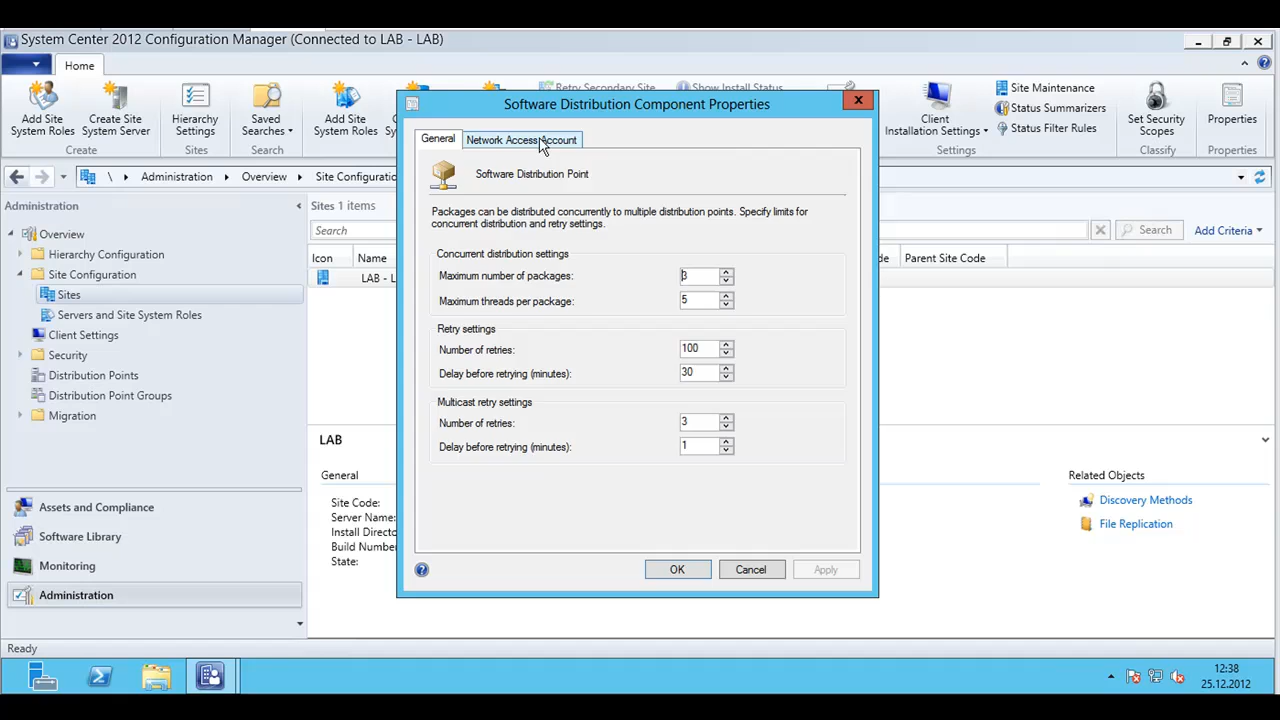 System Center 2012 Configuration Manager (Connected to LAB - LAB)
Home
Add Site
System Roles
Create Site
System Server
Create
Hierarchy
Settings
Sites
Saved
Searches
Search
Add Site
System Roles
Retry Secondary Site
Show Install Status
Client
Installation Settings
Site Maintenance
Status Summarizers
Status Filter Rules
Settings
Set Security
Scopes
Classify
Properties
Properties
\ Administration Overview Site Configuratio
Administration
Overview
Hierarchy Configuration
Site Configuration
Sites
Servers and Site System Roles
Client Settings
Security
Distribution Points
Distribution Point Groups
Migration
Assets and Compliance
Software Library
Monitoring
Administration
Sites 1 items
Search
Search
Add Criteria
Icon Name
de Parent Site Code
LAB - L
LAB
General
Site Code:
Server Name:
Install Directo
Build Number
State:
Related Objects
Discovery Methods
File Replication
Software Distribution Component Properties
General
Network Access Account
Software Distribution Point
Packages can be distributed concurrently to multiple distribution points. Specify limits for
concurrent distribution and retry settings.
Concurrent distribution settings
Maximum number of packages: 3
Maximum threads per package: 5
Retry settings
Number of retries: 100
Delay before retrying (minutes): 30
Multicast retry settings
Number of retries: 3
Delay before retrying (minutes): 1
OK
Cancel
Apply
Ready
12:38
25.12.2012